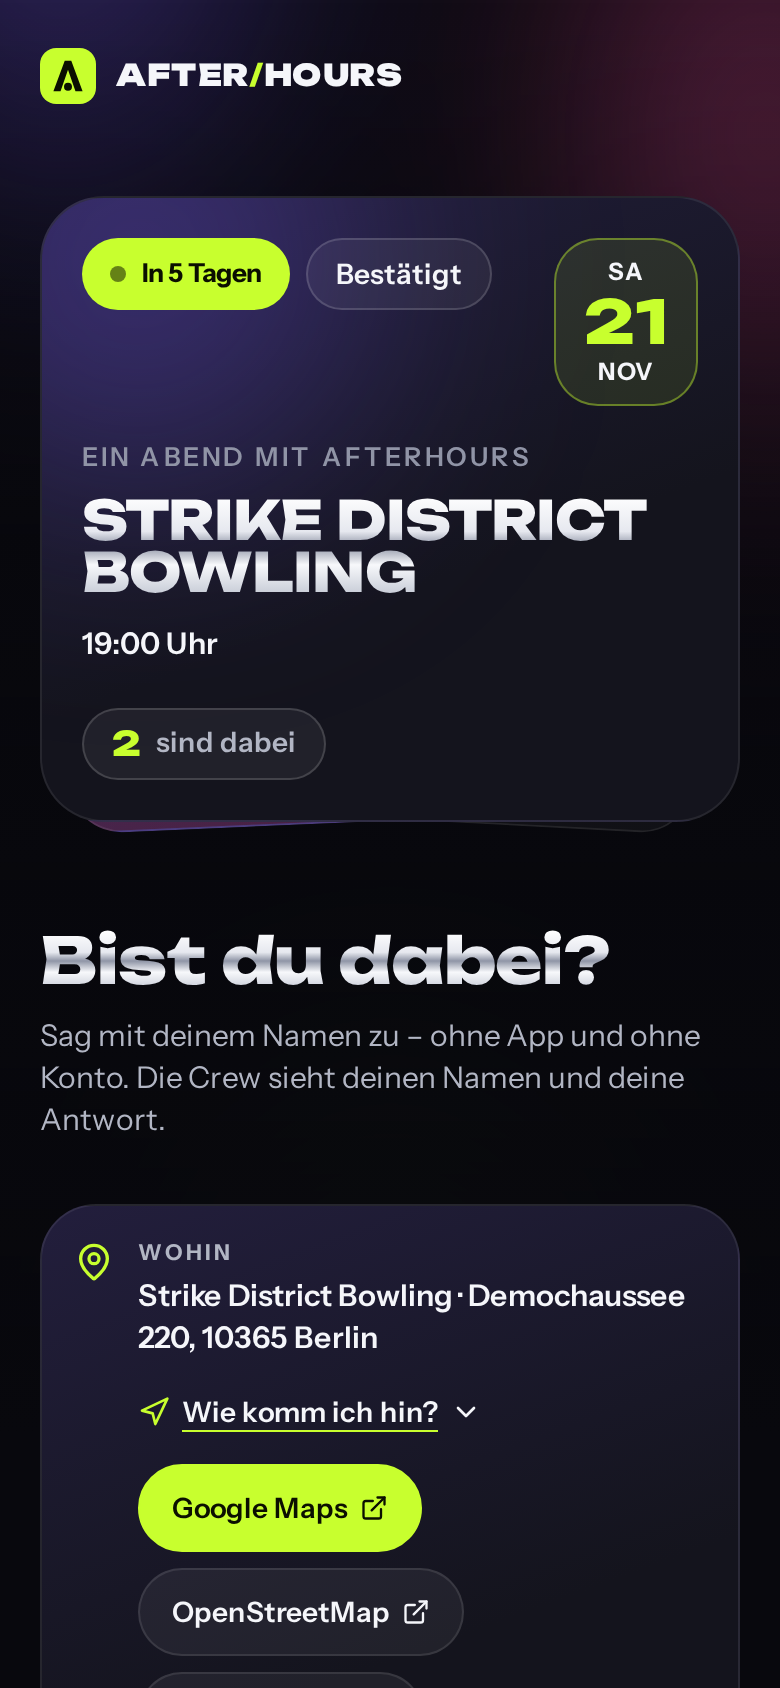 AFTER/HOURS
In 5 Tagen
Bestätigt
SA
21
NOV
EIN ABEND MIT AFTERHOURS
STRIKE DISTRICT
BOWLING
19:00 Uhr
2 sind dabei
Bist du dabei?
Sag mit deinem Namen zu – ohne App und ohne
Konto. Die Crew sieht deinen Namen und deine
Antwort.
WOHIN
Strike District Bowling · Demochaussee
220, 10365 Berlin
Wie komm ich hin?
Google Maps
OpenStreetMap